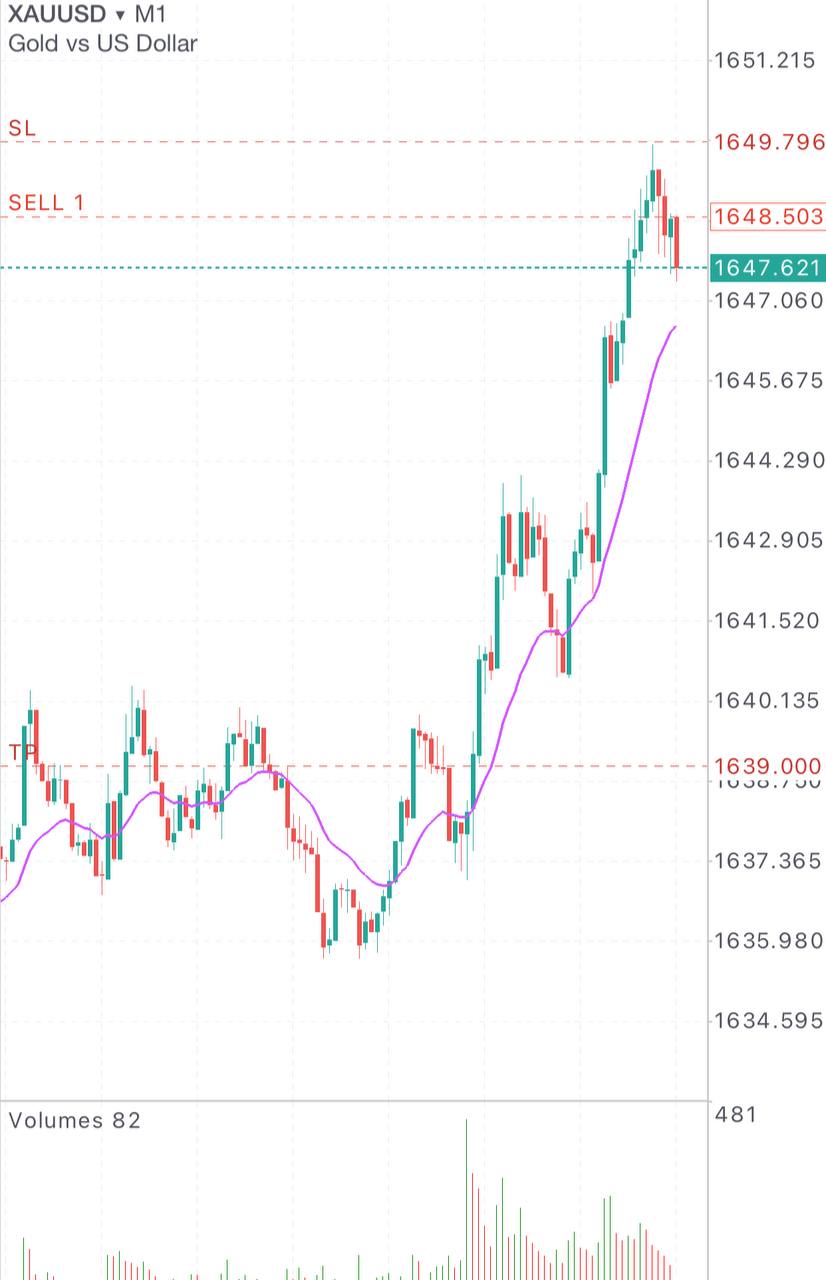 XAUUSD ▾ M1
Gold vs US Dollar
1651.215
SL
1649.796
SELL 1
1648.503
1647.621
1647.060
1645.675
1644.290
1642.905
1641.520
1640.135
TP
1639.000
1638.750
1637.365
1635.980
1634.595
Volumes 82
481